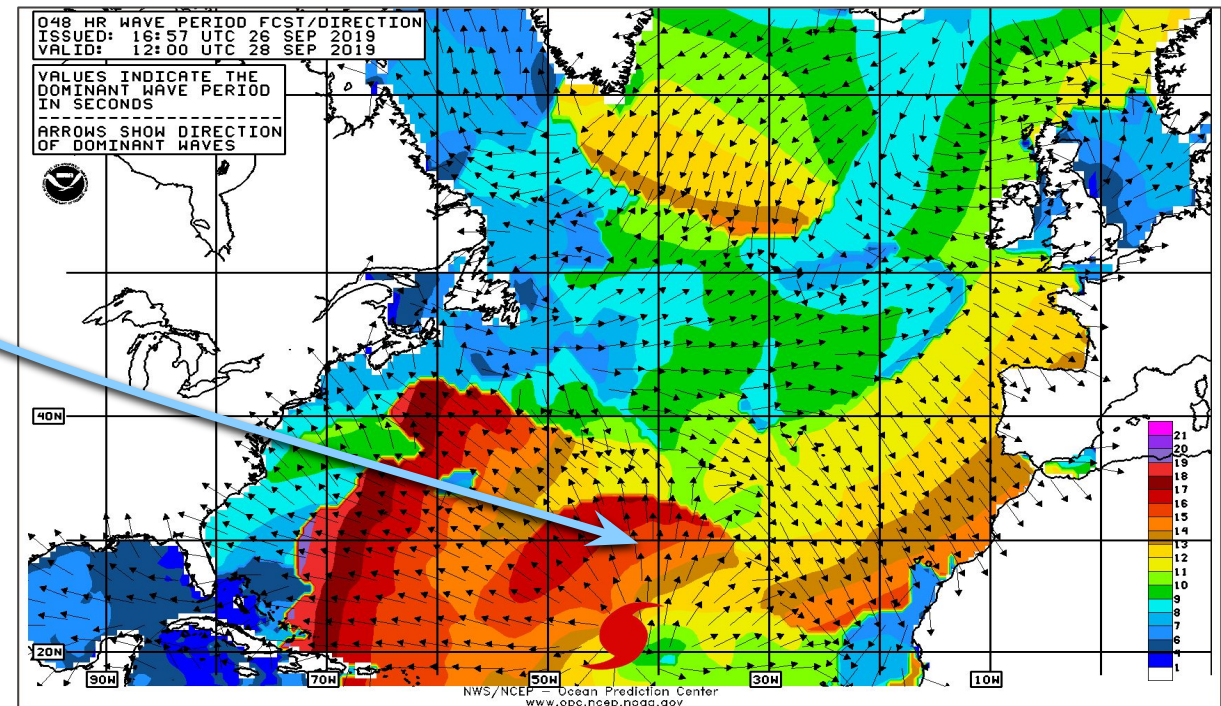 048 HR WAVE PERIOD FCST/DIRECTION
ISSUED: 16:57 UTC 26 SEP 2019
VALID: 12:00 UTC 28 SEP 2019
VALUES INDICATE THE
DOMINANT WAVE PERIOD
IN SECONDS
ARROWS SHOW DIRECTION
OF DOMINANT WAVES
40N
21
20
19
18
17
16
15
14
13
12
11
10
9
8
7
6
1
20N
90W
70W
50W
30W
10W
NWS/NCEP – Ocean Prediction Center
www.opc.ncep.noaa.gov